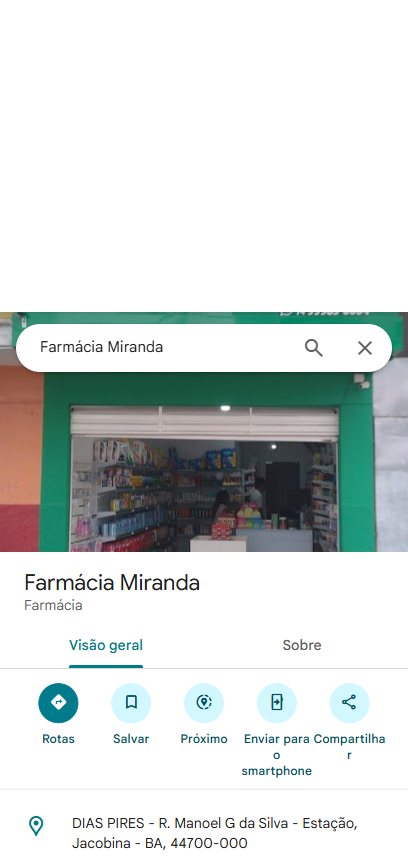 Farmácia Miranda
Farmácia Miranda
Farmácia
Visão geral
Sobre
Rotas
Salvar
Próximo
Enviar para
o
smartphone
Compartilha
r
DIAS PIRES - R. Manoel G da Silva - Estação,
Jacobina - BA, 44700-000